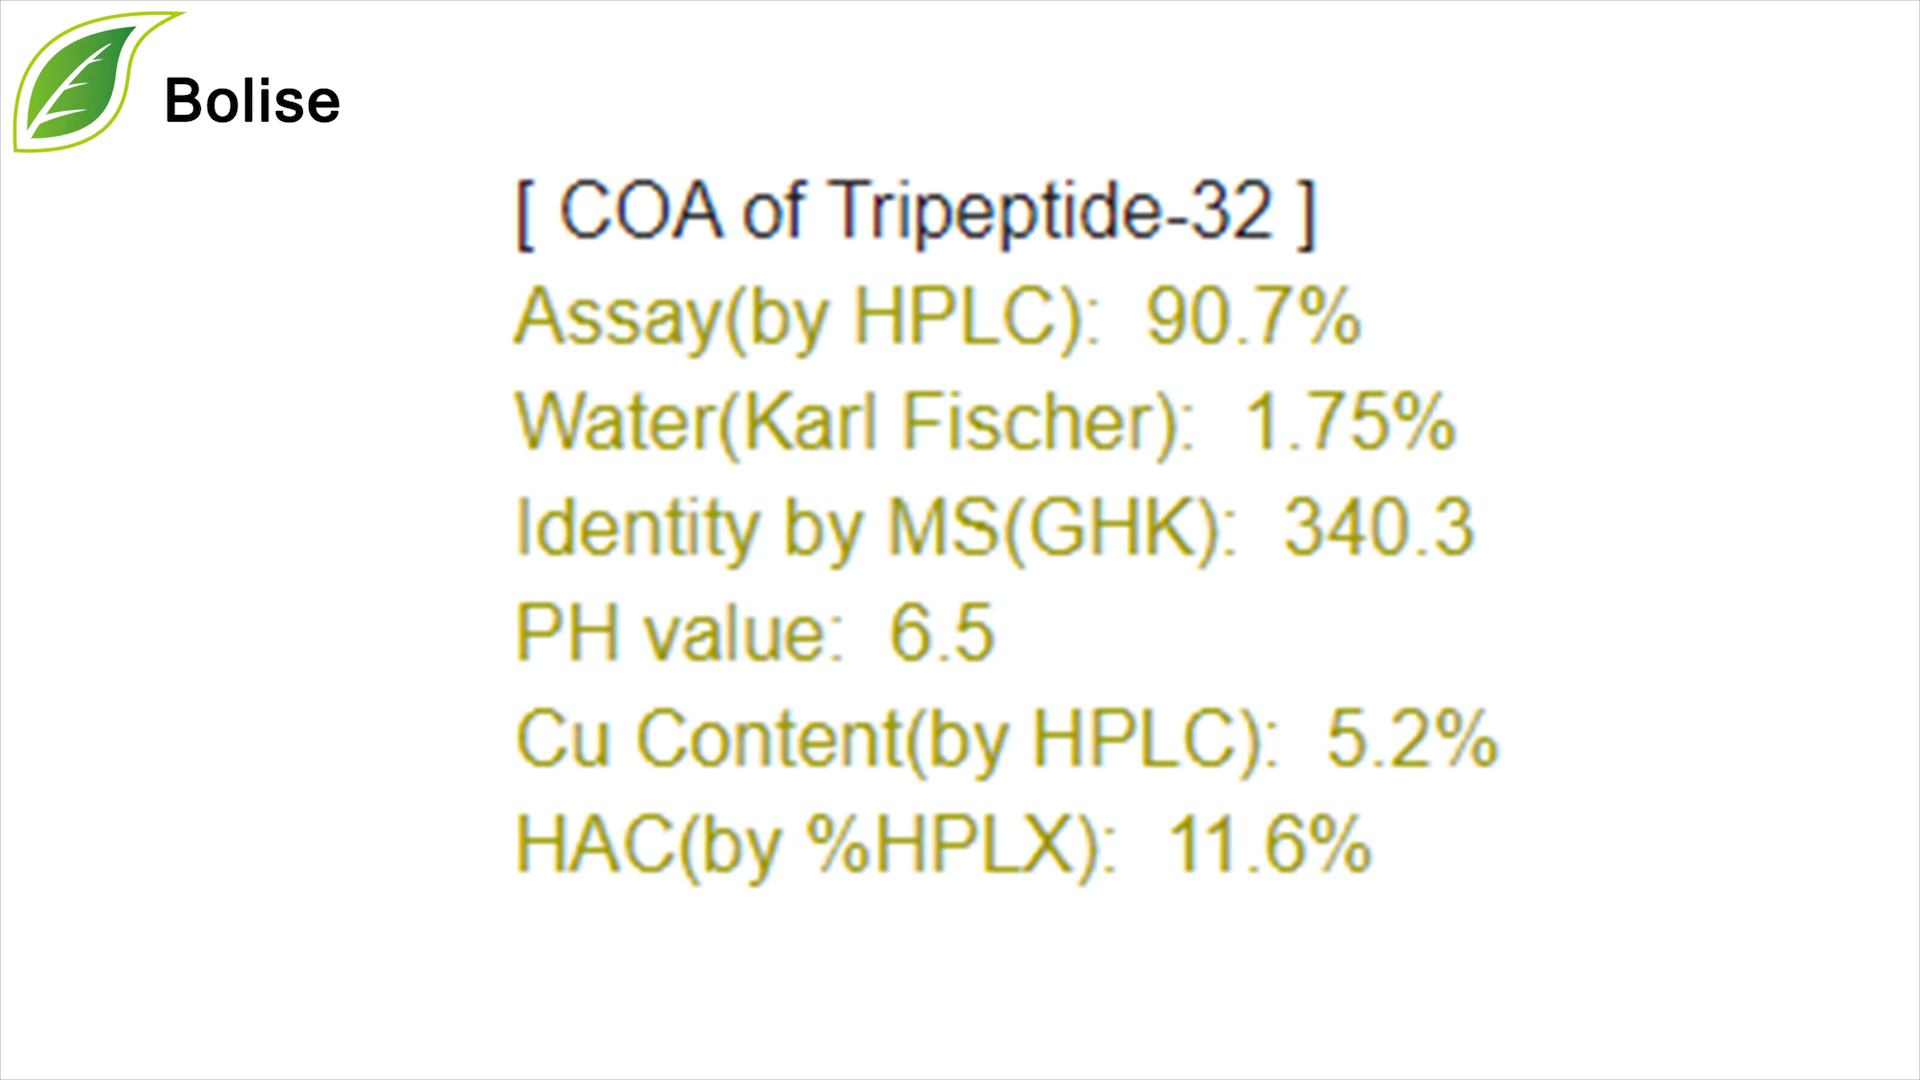 Bolise
[ COA of Tripeptide-32 ]
Assay(by HPLC): 90.7%
Water(Karl Fischer): 1.75%
Identity by MS(GHK): 340.3
PH value: 6.5
Cu Content(by HPLC): 5.2%
HAC(by %HPLX): 11.6%